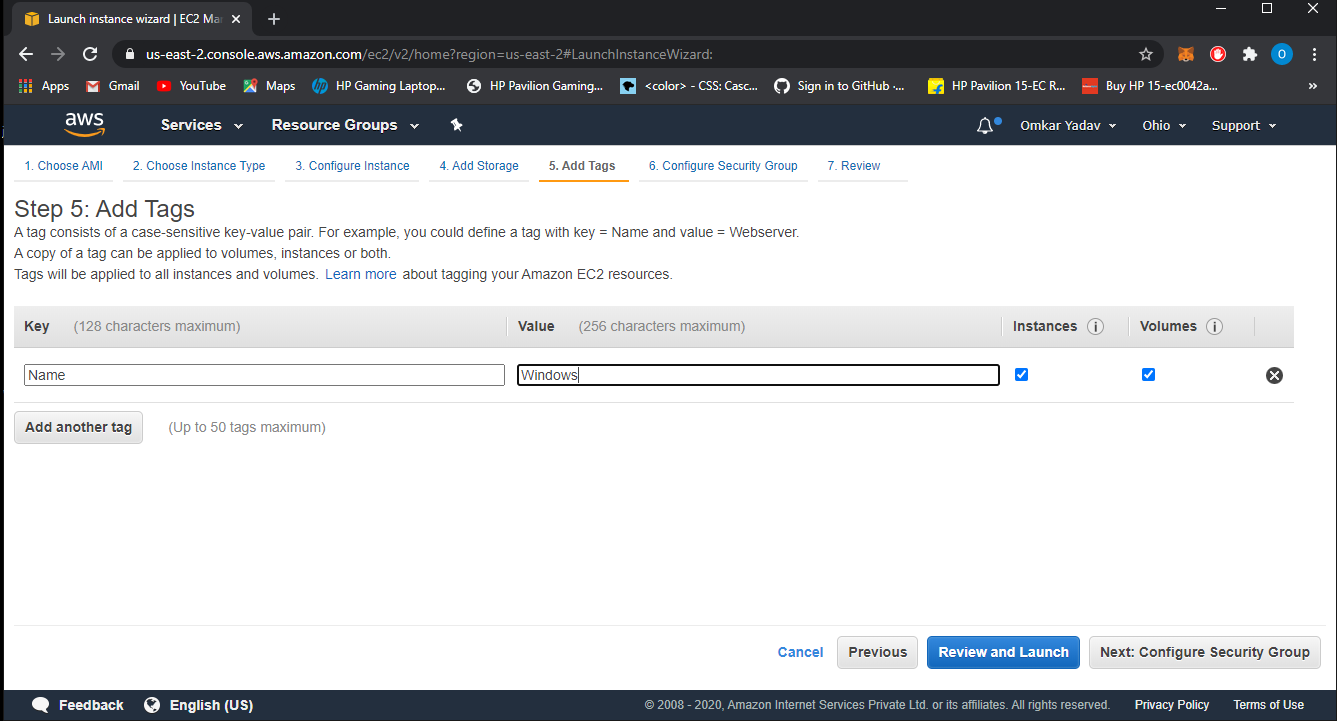 Launch instance wizard | EC2 Ma
us-east-2.console.aws.amazon.com/ec2/v2/home?region=us-east-2#LaunchInstanceWizard:
O
Apps Gmail YouTube Maps HP Gaming Laptop... HP Pavilion Gaming... <color> - CSS: Casc... Sign in to GitHub ·... HP Pavilion 15-EC R... Buy HP 15-ec0042a... »
aws Services Resource Groups Omkar Yadav Ohio Support
1. Choose AMI 2. Choose Instance Type 3. Configure Instance 4. Add Storage 5. Add Tags 6. Configure Security Group 7. Review
Step 5: Add Tags
A tag consists of a case-sensitive key-value pair. For example, you could define a tag with key = Name and value = Webserver.
A copy of a tag can be applied to volumes, instances or both.
Tags will be applied to all instances and volumes. Learn more about tagging your Amazon EC2 resources.
Key (128 characters maximum) Value (256 characters maximum) Instances i Volumes i
Name Windows
Add another tag (Up to 50 tags maximum)
Cancel Previous Review and Launch Next: Configure Security Group
Feedback English (US) © 2008 - 2020, Amazon Internet Services Private Ltd. or its affiliates. All rights reserved. Privacy Policy Terms of Use